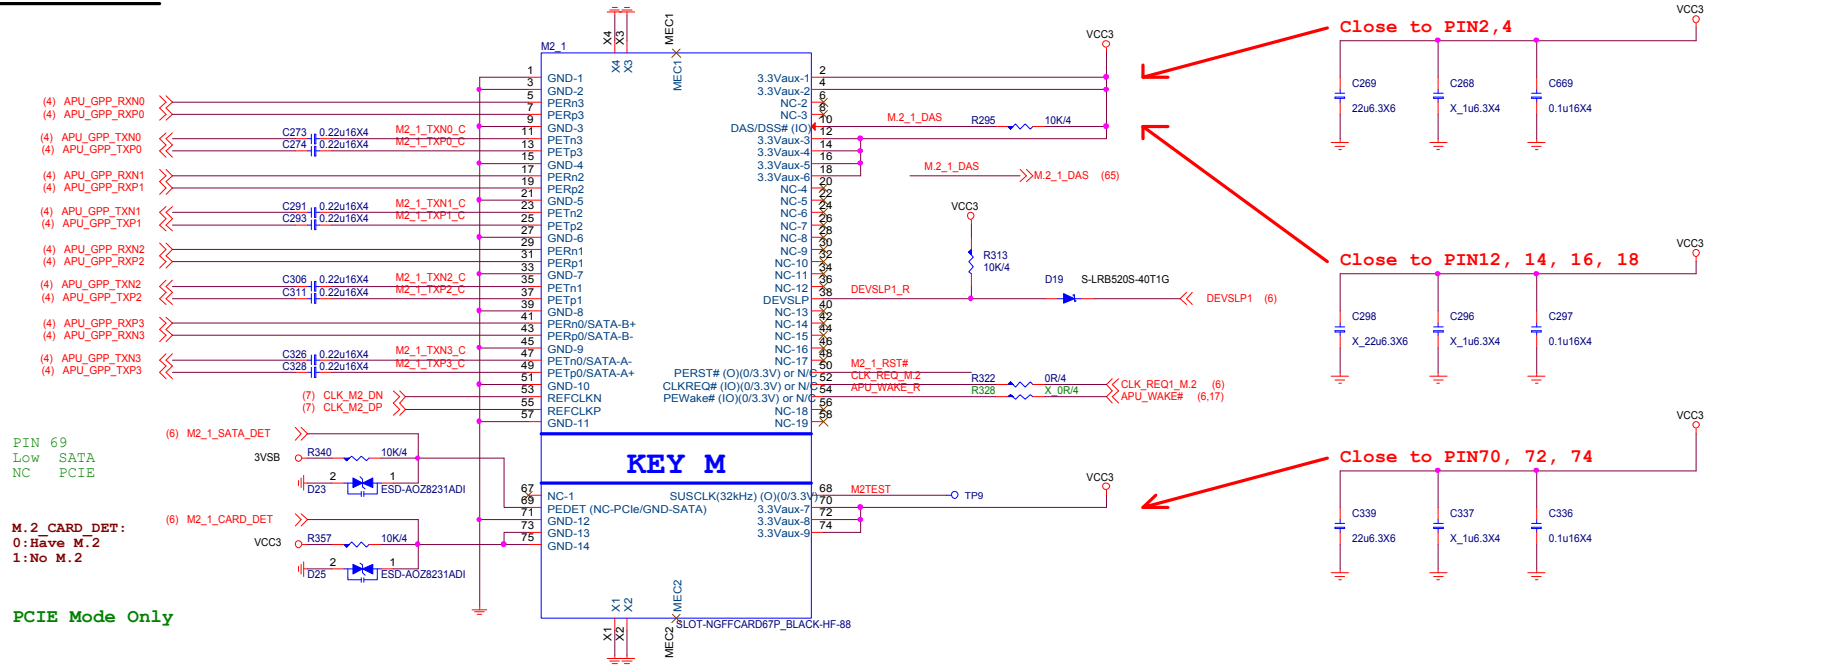 VCC3
Close to PIN2,4
C269
C268
C669
22u6.3X6
X_1u6.3X4
0.1u16X4
VCC3
Close to PIN12, 14, 16, 18
C298
C296
C297
X_22u6.3X6
X_1u6.3X4
0.1u16X4
VCC3
Close to PIN70, 72, 74
C339
C337
C336
22u6.3X6
X_1u6.3X4
0.1u16X4
X4
X3
MEC1
M2_1
X4
X3
MEC1
(4) APU_GPP_RXN0
(4) APU_GPP_RXP0
(4) APU_GPP_TXN0 C273 0.22u16X4 M2_1_TXN0_C
(4) APU_GPP_TXP0 C274 0.22u16X4 M2_1_TXP0_C
(4) APU_GPP_RXN1
(4) APU_GPP_RXP1
(4) APU_GPP_TXN1 C291 0.22u16X4 M2_1_TXN1_C
(4) APU_GPP_TXP1 C293 0.22u16X4 M2_1_TXP1_C
(4) APU_GPP_RXN2
(4) APU_GPP_RXP2
(4) APU_GPP_TXN2 C306 0.22u16X4 M2_1_TXN2_C
(4) APU_GPP_TXP2 C311 0.22u16X4 M2_1_TXP2_C
(4) APU_GPP_RXP3
(4) APU_GPP_RXN3
(4) APU_GPP_TXN3 C326 0.22u16X4 M2_1_TXN3_C
(4) APU_GPP_TXP3 C328 0.22u16X4 M2_1_TXP3_C
(7) CLK_M2_DN
(7) CLK_M2_DP
1 GND-1
3 GND-2
5 PERn3
7 PERp3
9 GND-3
11 PETn3
13 PETp3
15 GND-4
17 PERn2
19 PERp2
21 GND-5
23 PETn2
25 PETp2
27 GND-6
29 PERn1
31 PERp1
33 GND-7
35 PETn1
37 PETp1
39 GND-8
41 PERn0/SATA-B+
43 PERp0/SATA-B-
45 GND-9
47 PETn0/SATA-A-
49 PETp0/SATA-A+
51 GND-10
53 REFCLKN
55 REFCLKP
57 GND-11
3.3Vaux-1 2
3.3Vaux-2 4
NC-2 6
NC-3 8
DAS/DSS# (IO) 10
3.3Vaux-3 12
3.3Vaux-4 14
3.3Vaux-5 16
3.3Vaux-6 18
NC-4 20
NC-5 22
NC-6 24
NC-7 26
NC-8 28
NC-9 30
NC-10 32
NC-11 34
NC-12 36
DEVSLP 38
NC-13 40
NC-14 42
NC-15 44
NC-16 46
NC-17 48
PERST# (O)(0/3.3V) or N/C 50
CLKREQ# (IO)(0/3.3V) or N/C 52
PEWake# (IO)(0/3.3V) or N/C 54
NC-18 56
NC-19 58
VCC3
M.2_1_DAS R295 10K/4
M.2_1_DAS M.2_1_DAS (65)
VCC3
R313
10K/4
DEVSLP1_R D19 S-LRB520S-40T1G DEVSLP1 (6)
M2_1_RST#
CLK_REQ_M.2 R322 0R/4 CLK_REQ1_M.2 (6)
APU_WAKE_R R328 X_0R/4 APU_WAKE# (6,17)
KEY M
PIN 69
Low SATA
NC PCIE
(6) M2_1_SATA_DET
3VSB R340 10K/4
2 1
D23 ESD-AOZ8231ADI
M.2_CARD_DET:
0:Have M.2
1:No M.2
(6) M2_1_CARD_DET
VCC3 R357 10K/4
2 1
D25 ESD-AOZ8231ADI
PCIE Mode Only
67 NC-1
69 PEDET (NC-PCIe/GND-SATA)
71 GND-12
73 GND-13
75 GND-14
SUSCLK(32kHz) (O)(0/3.3V) 68 M2TEST TP9
3.3Vaux-7 70
3.3Vaux-8 72
3.3Vaux-9 74
VCC3
X1
X2
MEC2
X1
X2
MEC2
SLOT-NGFFCARD67P_BLACK-HF-88